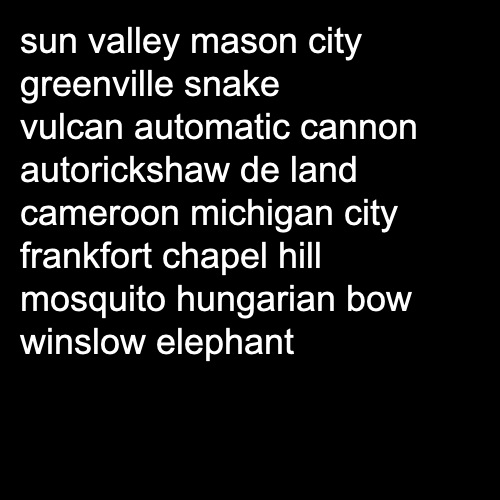 sun valley mason city
greenville snake
vulcan automatic cannon
autorickshaw de land
cameroon michigan city
frankfort chapel hill
mosquito hungarian bow
winslow elephant